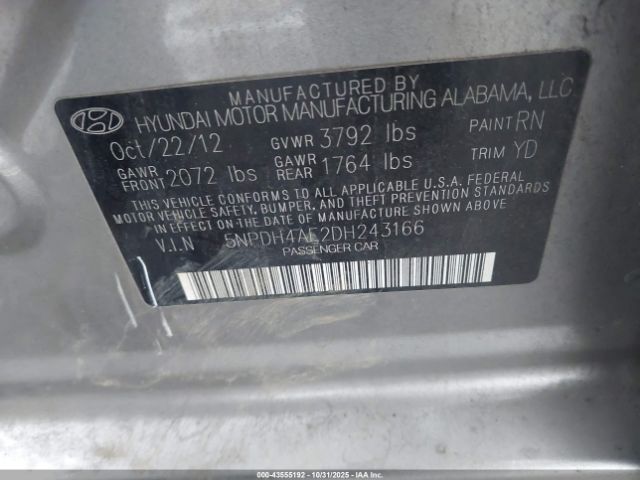 MANUFACTURED BY
HYUNDAI MOTOR MANUFACTURING ALABAMA, LLC
Oct/22/12 GVWR 3792 lbs PAINT RN
GAWR FRONT 2072 lbs GAWR REAR 1764 lbs TRIM YD
THIS VEHICLE CONFORMS TO ALL APPLICABLE U.S.A. FEDERAL
MOTOR VEHICLE SAFETY, BUMPER, AND THEFT PREVENTION
STANDARDS IN EFFECT ON THE DATE OF MANUFACTURE SHOWN ABOVE.
V.I.N 5NPDH4AE2DH243166
PASSENGER CAR
000-43555192 - 10/31/2025 - IAA Inc.